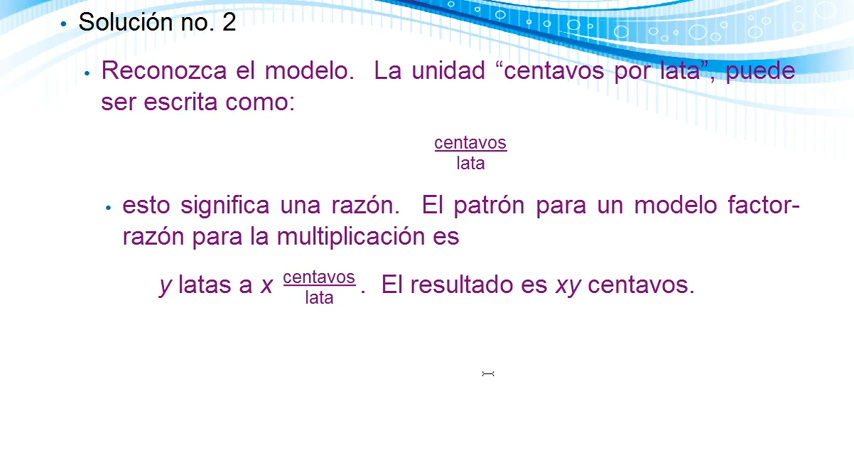 • Solución no. 2
• Reconozca el modelo. La unidad “centavos por lata”, puede
ser escrita como:
centavos
lata
• esto significa una razón. El patrón para un modelo factor-
razón para la multiplicación es
y latas a x centavos/lata. El resultado es xy centavos.